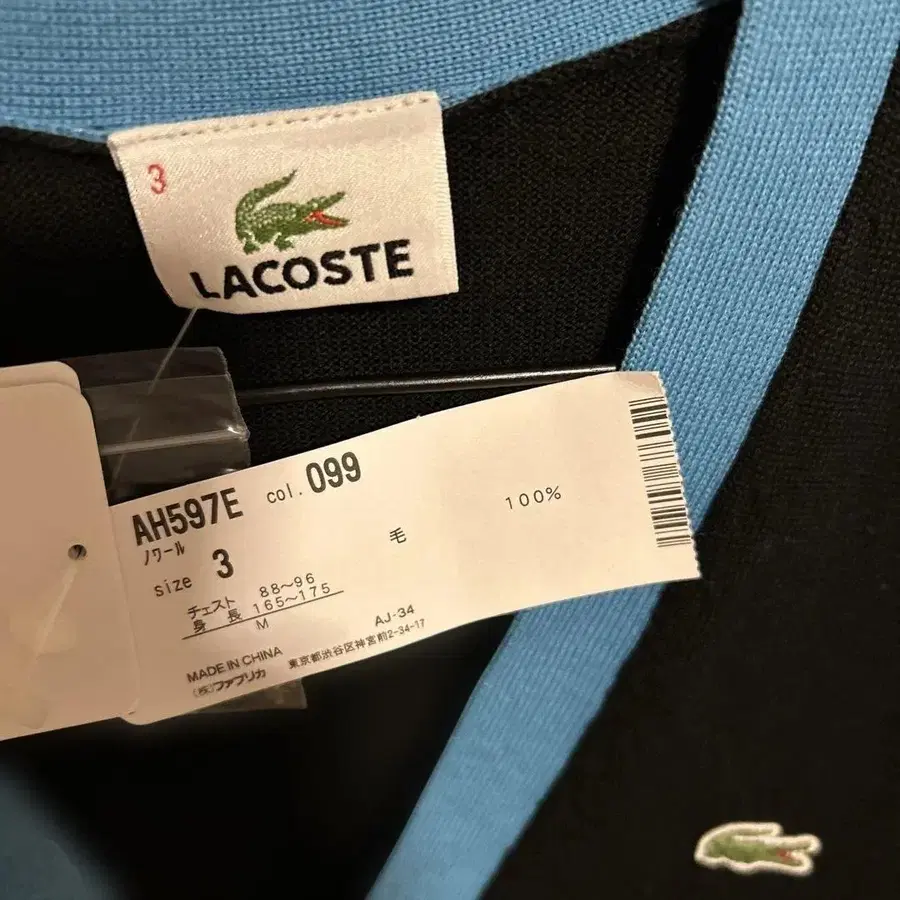 3
LACOSTE
AH597E col. 099
ノワール
size 3
毛 100%
チェスト 88~96
身長 165~175
M
AJ-34
MADE IN CHINA 東京都渋谷区神宮前2-34-17
(株)ファブリカ